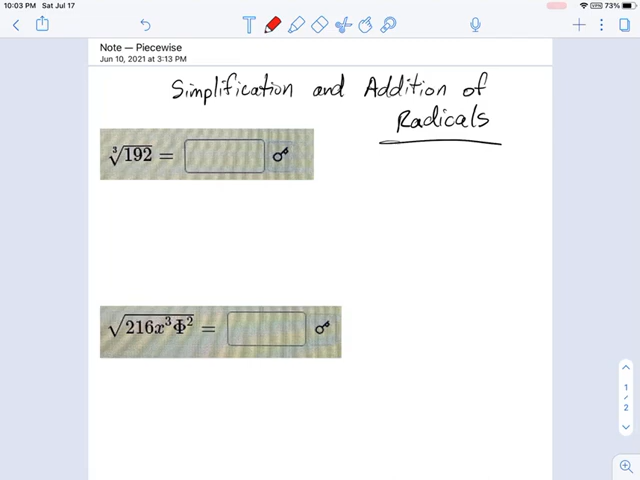 10:03 PM Sat Jul 17
VPN 73%
Note — Piecewise
Jun 10, 2021 at 3:13 PM
Simplification and Addition of
Radicals
∛192 =
√(216x³Φ²) =
1
/
2